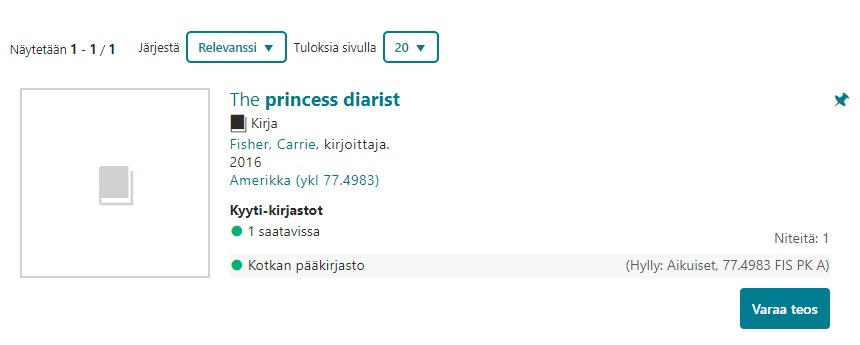 Näytetään 1 - 1 / 1 Järjestä Relevanssi Tuloksia sivulla 20
The princess diarist
Kirja
Fisher, Carrie, kirjoittaja.
2016
Amerikka (ykl 77.4983)
Kyyti-kirjastot
1 saatavissa
Niteitä: 1
Kotkan pääkirjasto (Hylly: Aikuiset, 77.4983 FIS PK A)
Varaa teos